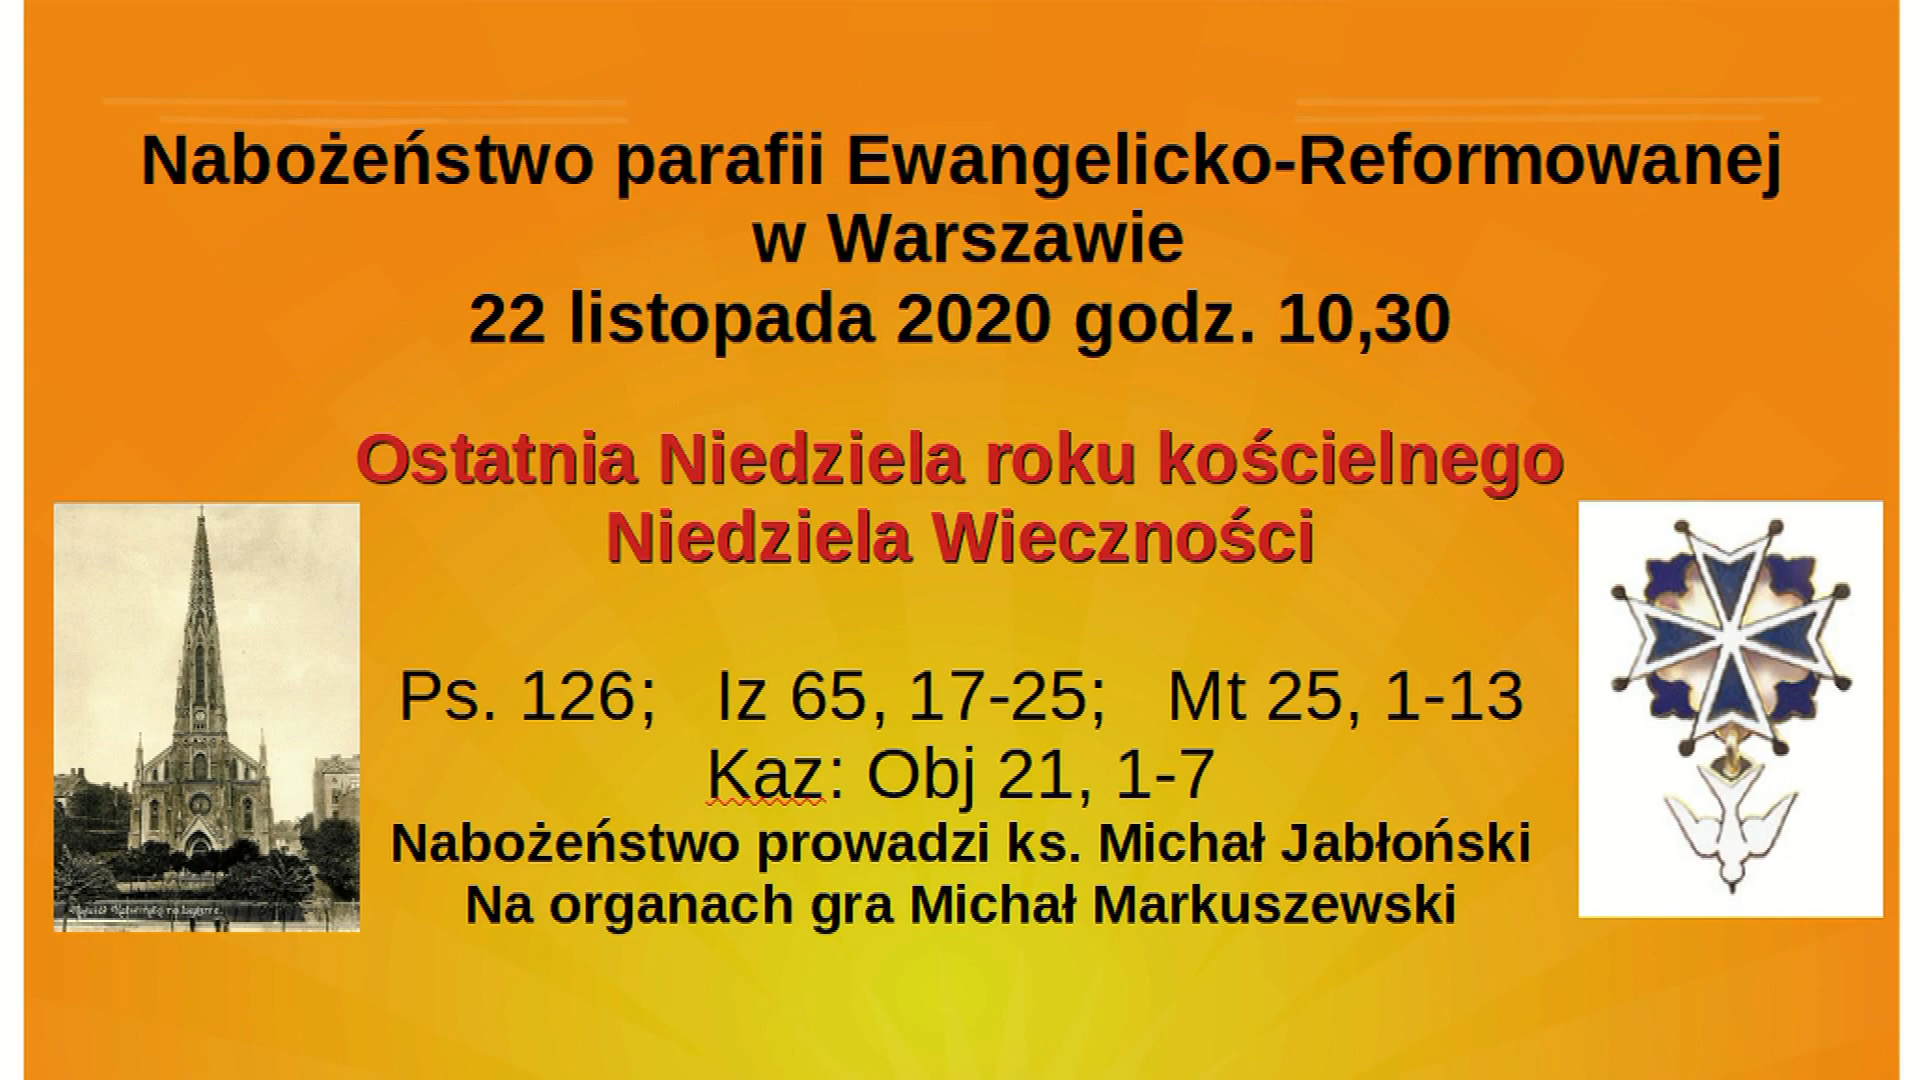 Nabożeństwo parafii Ewangelicko-Reformowanej
w Warszawie
22 listopada 2020 godz. 10,30
Ostatnia Niedziela roku kościelnego
Niedziela Wieczności
Ps. 126; Iz 65, 17-25; Mt 25, 1-13
Kaz: Obj 21, 1-7
Nabożeństwo prowadzi ks. Michał Jabłoński
Na organach gra Michał Markuszewski